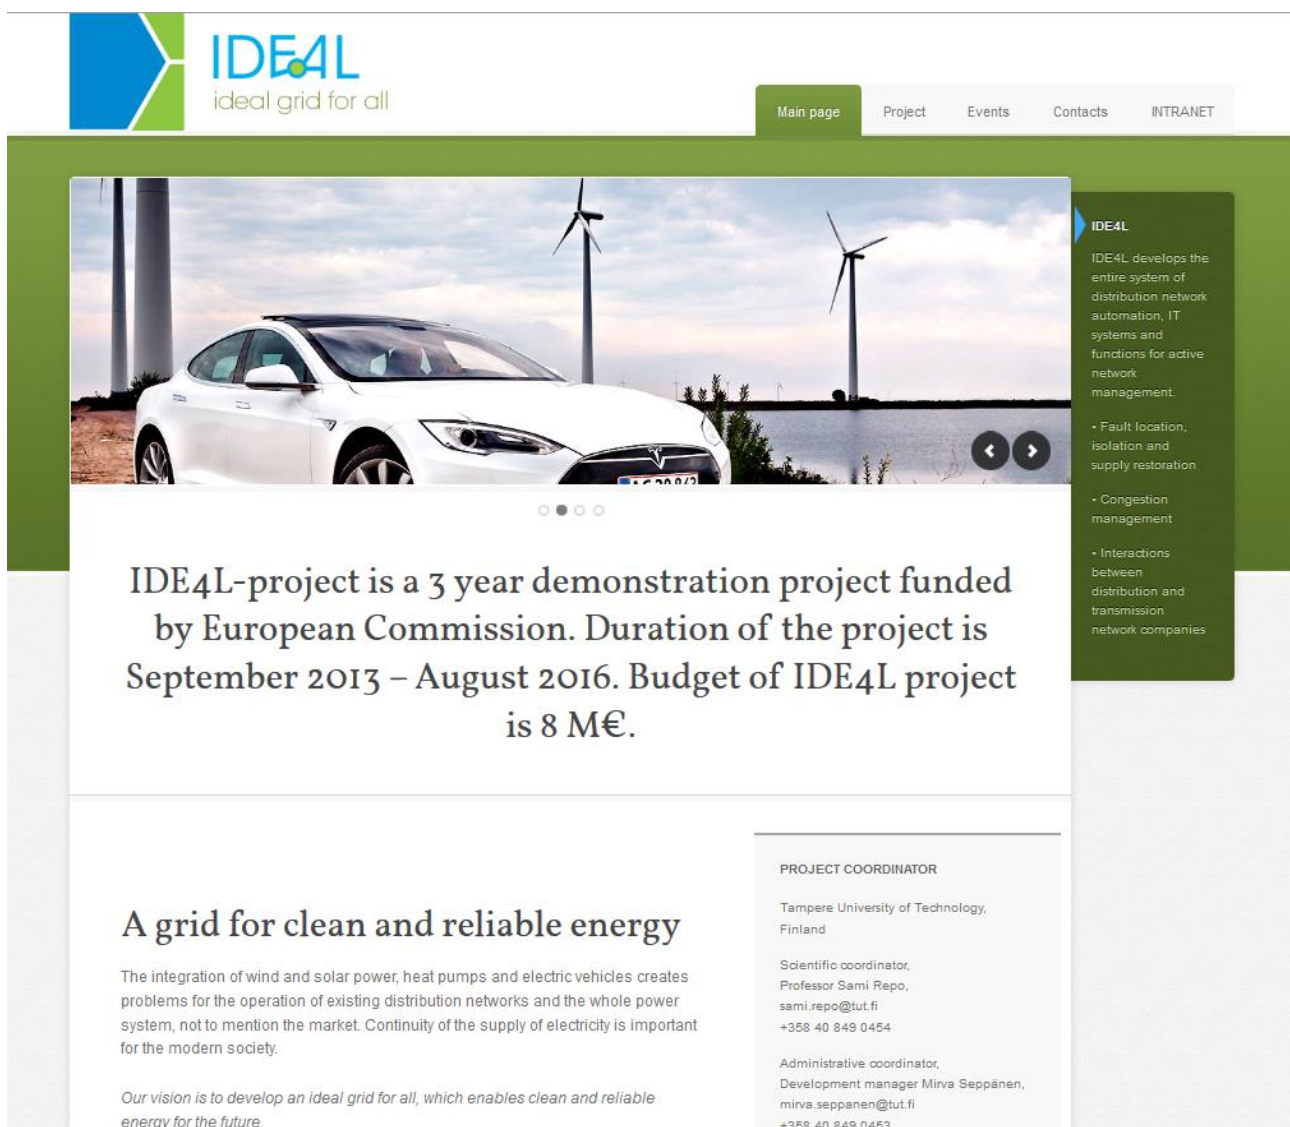 IDE4L
ideal grid for all
Main page
Project
Events
Contacts
INTRANET
IDE4L
IDE4L develops the
entire system of
distribution network
automation, IT
systems and
functions for active
network
management.
• Fault location,
isolation and
supply restoration
• Congestion
management
• Interactions
between
distribution and
transmission
network companies
IDE4L-project is a 3 year demonstration project funded
by European Commission. Duration of the project is
September 2013 – August 2016. Budget of IDE4L project
is 8 M€.
A grid for clean and reliable energy
The integration of wind and solar power, heat pumps and electric vehicles creates
problems for the operation of existing distribution networks and the whole power
system, not to mention the market. Continuity of the supply of electricity is important
for the modern society.
Our vision is to develop an ideal grid for all, which enables clean and reliable
energy for the future.
PROJECT COORDINATOR
Tampere University of Technology,
Finland
Scientific coordinator,
Professor Sami Repo,
sami.repo@tut.fi
+358 40 849 0454
Administrative coordinator,
Development manager Mirva Seppänen,
mirva.seppanen@tut.fi
+358 40 849 0453